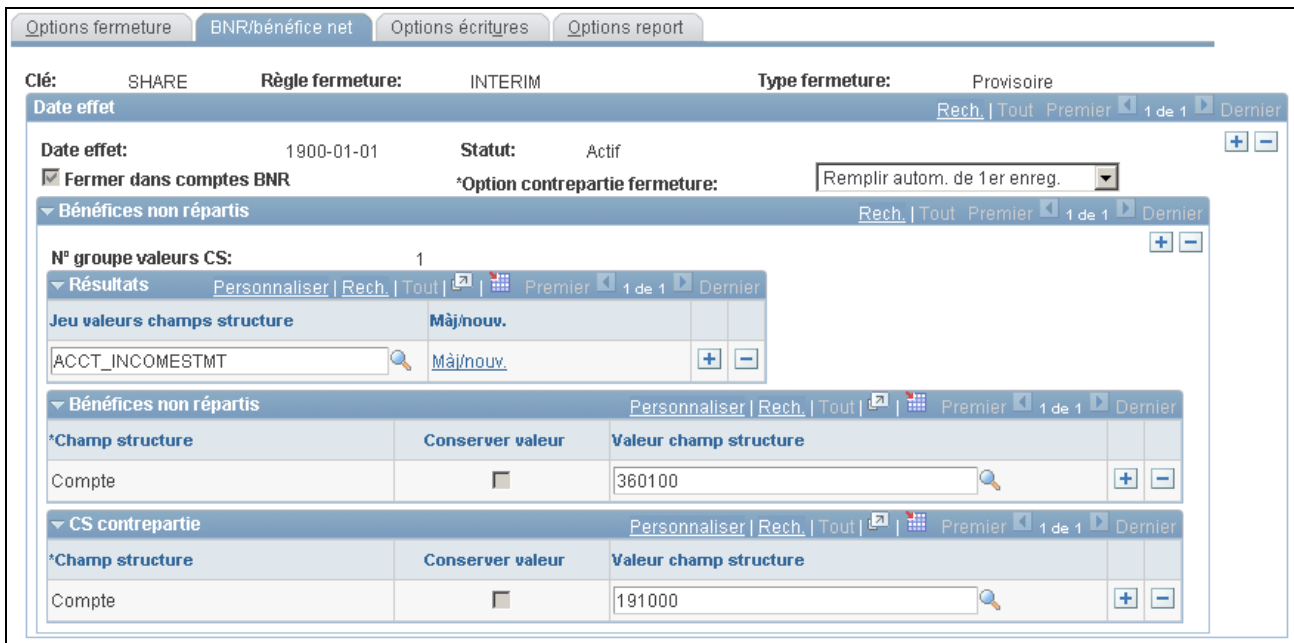 Options fermeture BNR/bénéfice net Options écritures Options report
Clé: SHARE Règle fermeture: INTERIM Type fermeture: Provisoire
Date effet Rech. | Tout Premier 1 de 1 Dernier
Date effet: 1900-01-01 Statut: Actif
Fermer dans comptes BNR *Option contrepartie fermeture: Remplir autom. de 1er enreg.
Bénéfices non répartis Rech. | Tout Premier 1 de 1 Dernier
Nº groupe valeurs CS: 1
Résultats Personnaliser | Rech. | Tout | | Premier 1 de 1 Dernier
Jeu valeurs champs structure Màj/nouv.
ACCT_INCOMESTMT Màj/nouv.
Bénéfices non répartis Personnaliser | Rech. | Tout | | Premier 1 de 1 Dernier
*Champ structure Conserver valeur Valeur champ structure
Compte 360100
CS contrepartie Personnaliser | Rech. | Tout | | Premier 1 de 1 Dernier
*Champ structure Conserver valeur Valeur champ structure
Compte 191000